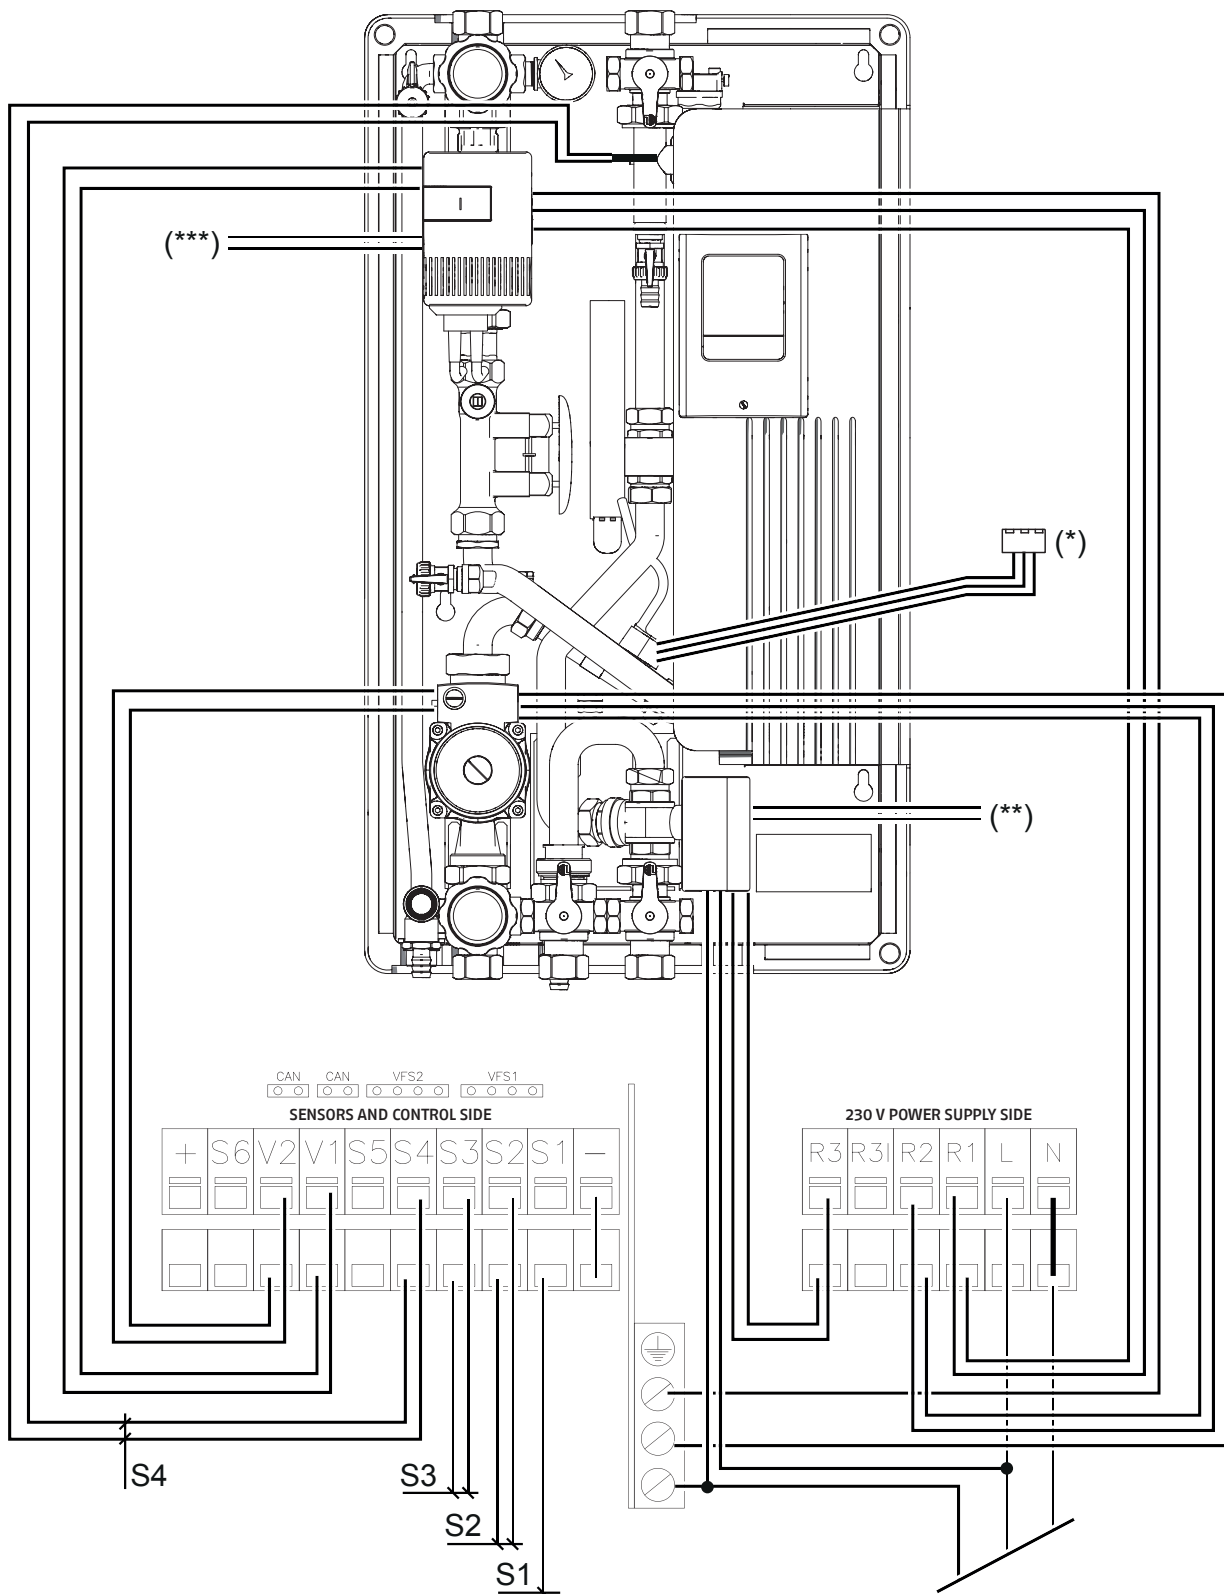 (***)
(*)
(**)
CAN CAN VFS2 VFS1
SENSORS AND CONTROL SIDE
230 V POWER SUPPLY SIDE
+ S6 V2 V1 S5 S4 S3 S2 S1 −
R3 R3I R2 R1 L N
S4
S3
S2
S1